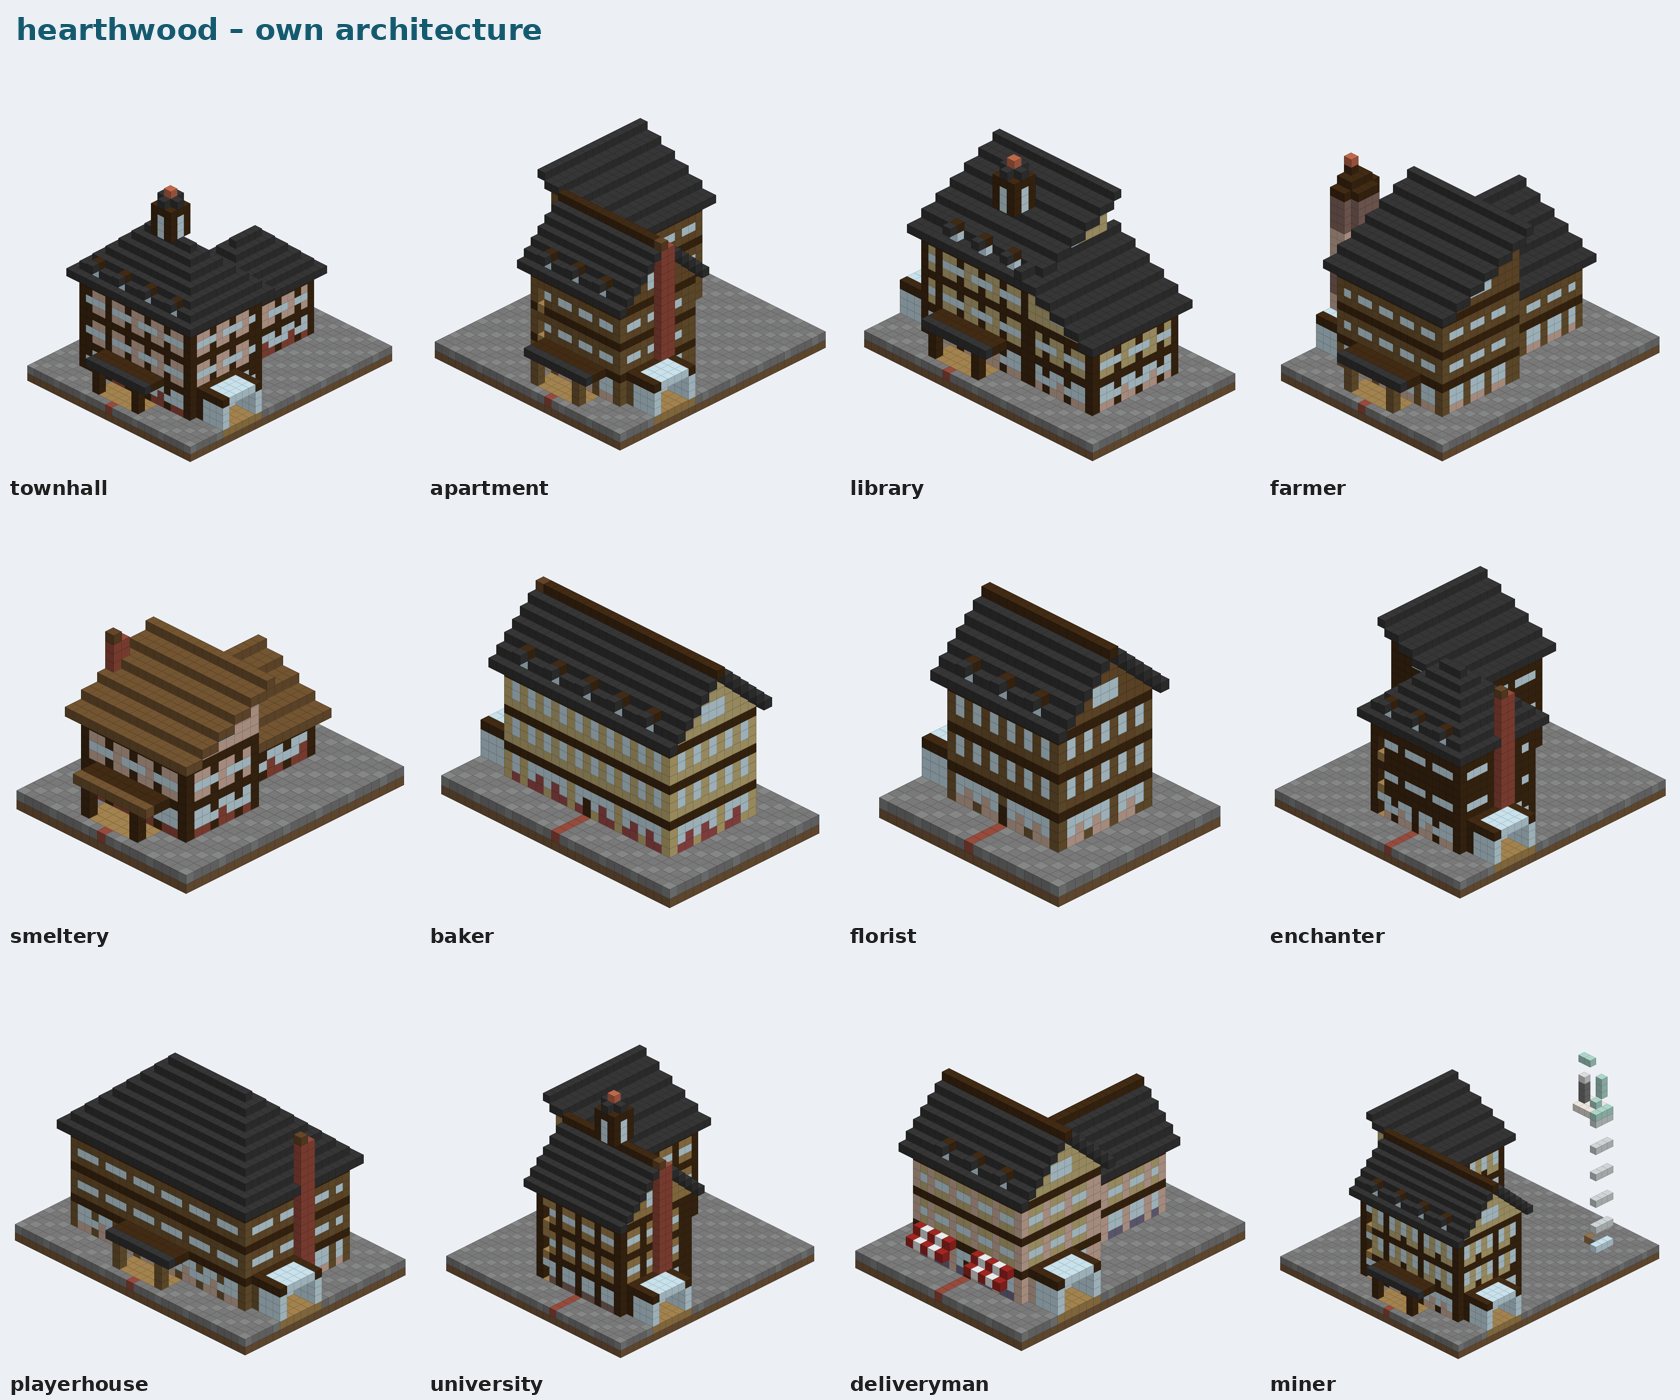 hearthwood – own architecture
townhall
apartment
library
farmer
smeltery
baker
florist
enchanter
playerhouse
university
deliveryman
miner